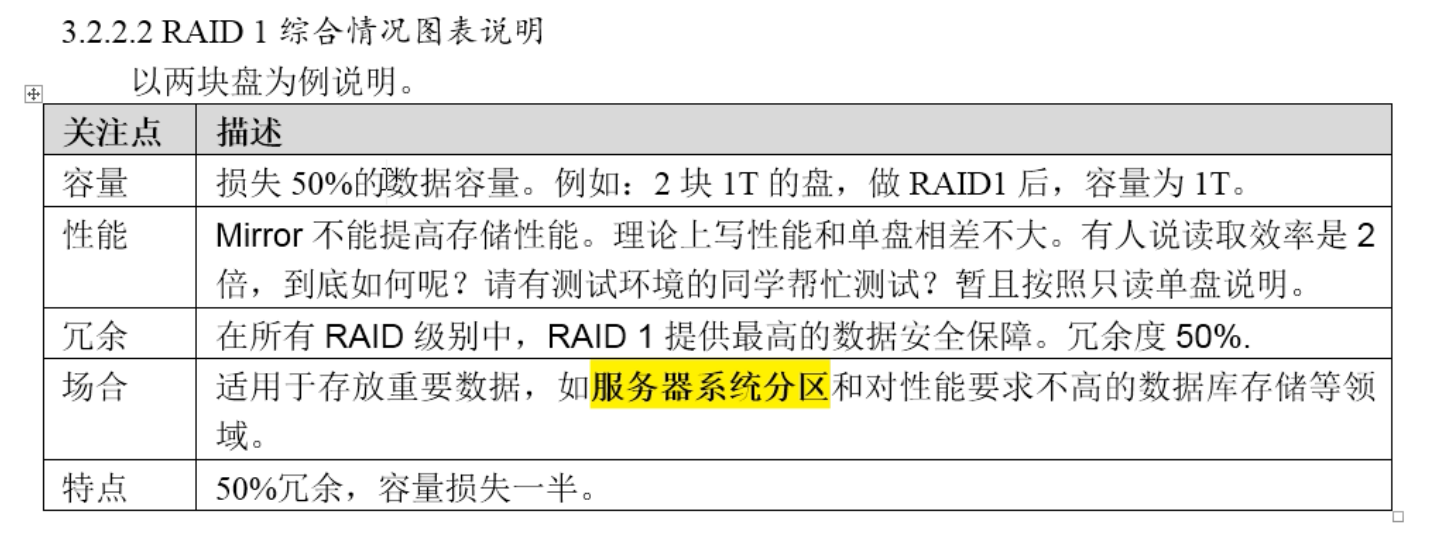 3.2.2.2 RAID 1 综合情况图表说明
以两块盘为例说明。
关注点 描述
容量 损失 50%的数据容量。例如：2 块 1T 的盘，做 RAID1 后，容量为 1T。
性能 Mirror 不能提高存储性能。理论上写性能和单盘相差不大。有人说读取效率是 2
倍，到底如何呢？请有测试环境的同学帮忙测试？暂且按照只读单盘说明。
冗余 在所有 RAID 级别中，RAID 1 提供最高的数据安全保障。冗余度 50%.
场合 适用于存放重要数据，如服务器系统分区和对性能要求不高的数据库存储等领
域。
特点 50%冗余，容量损失一半。